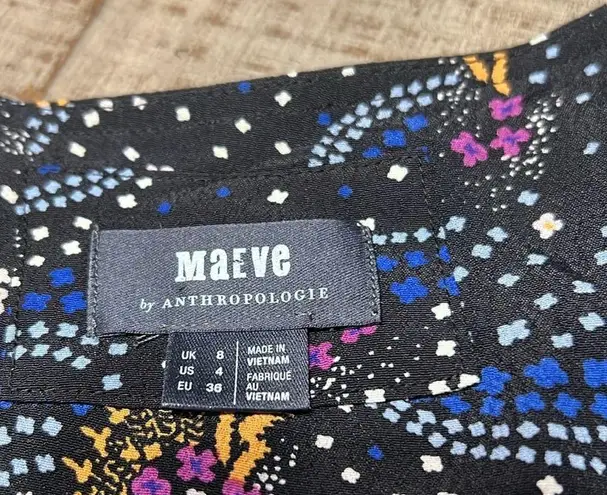 MaEVe
by ANTHROPOLOGIE
UK 8
US 4
EU 36
MADE IN
VIETNAM
FABRIQUÉ
AU
VIETNAM